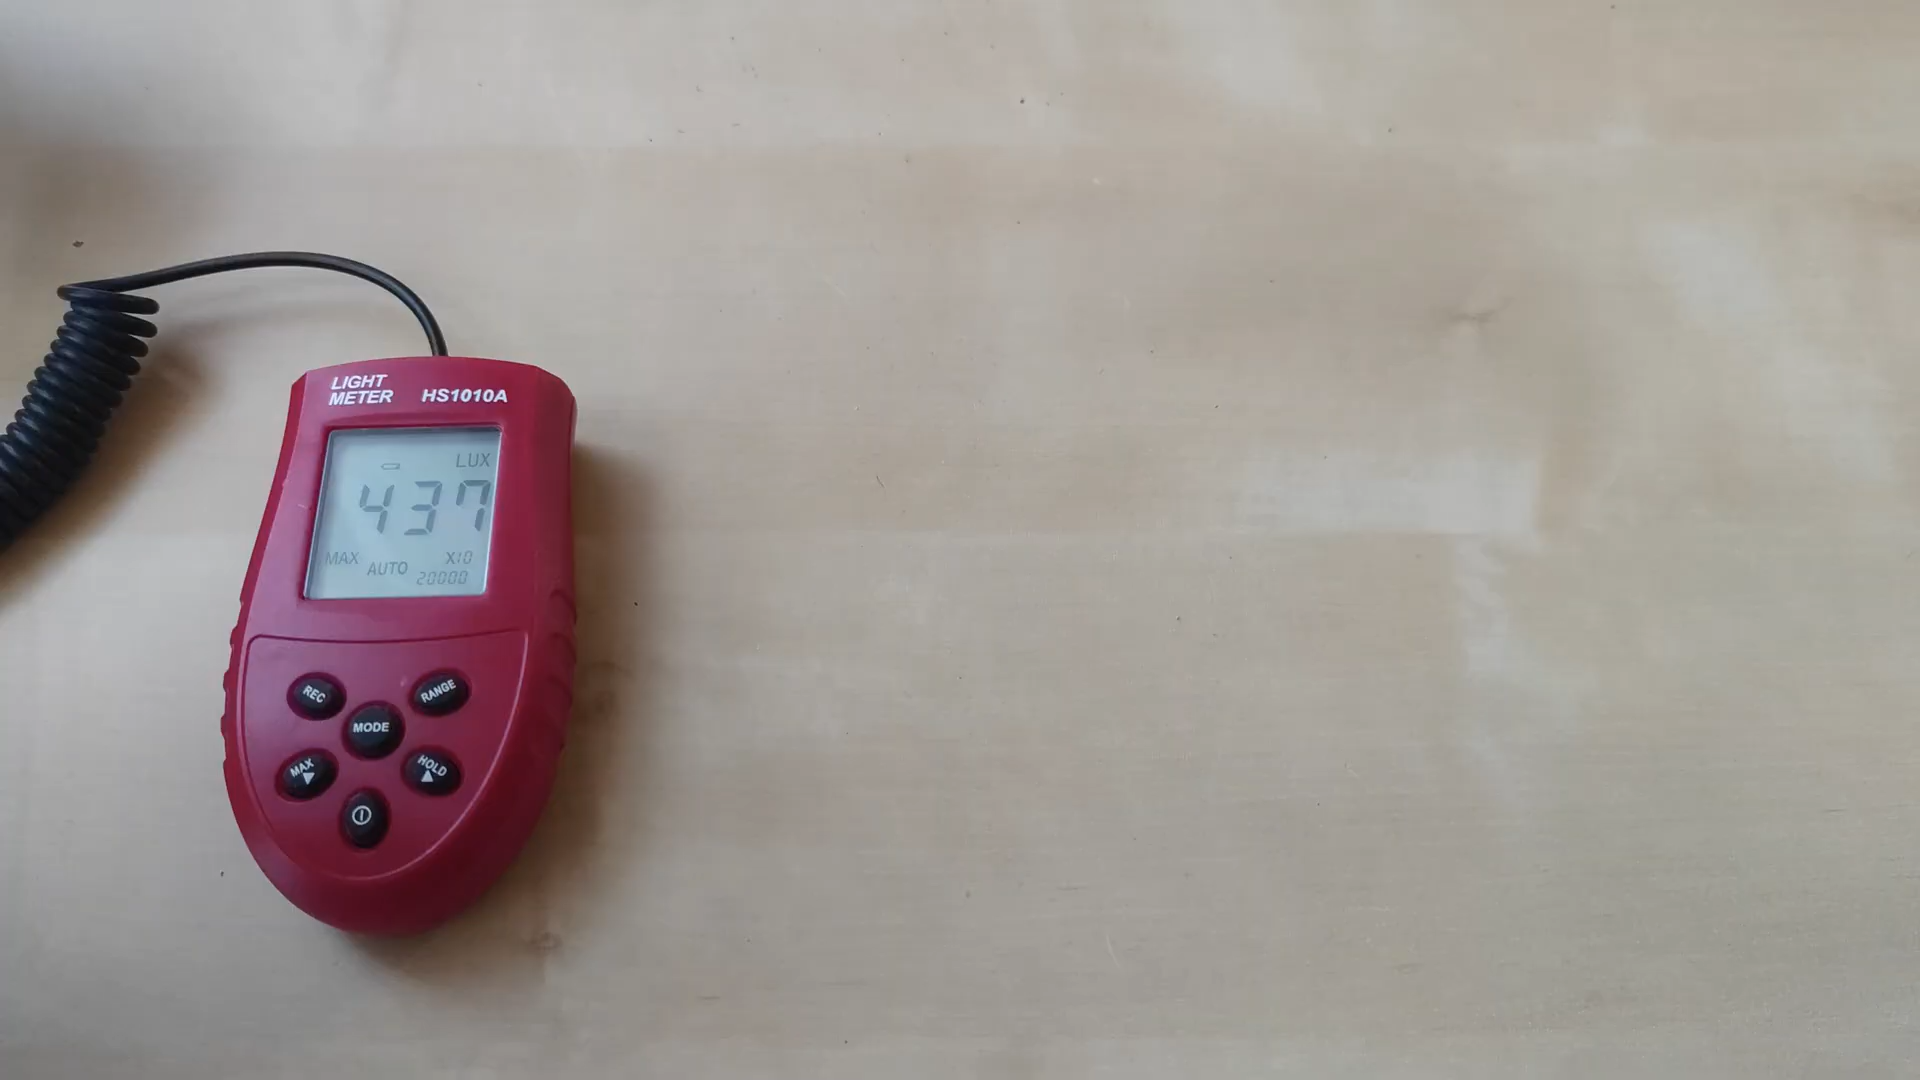 LIGHT
METER HS1010A
LUX
437
MAX AUTO X10
20000
REC RANGE
MODE
MAX HOLD